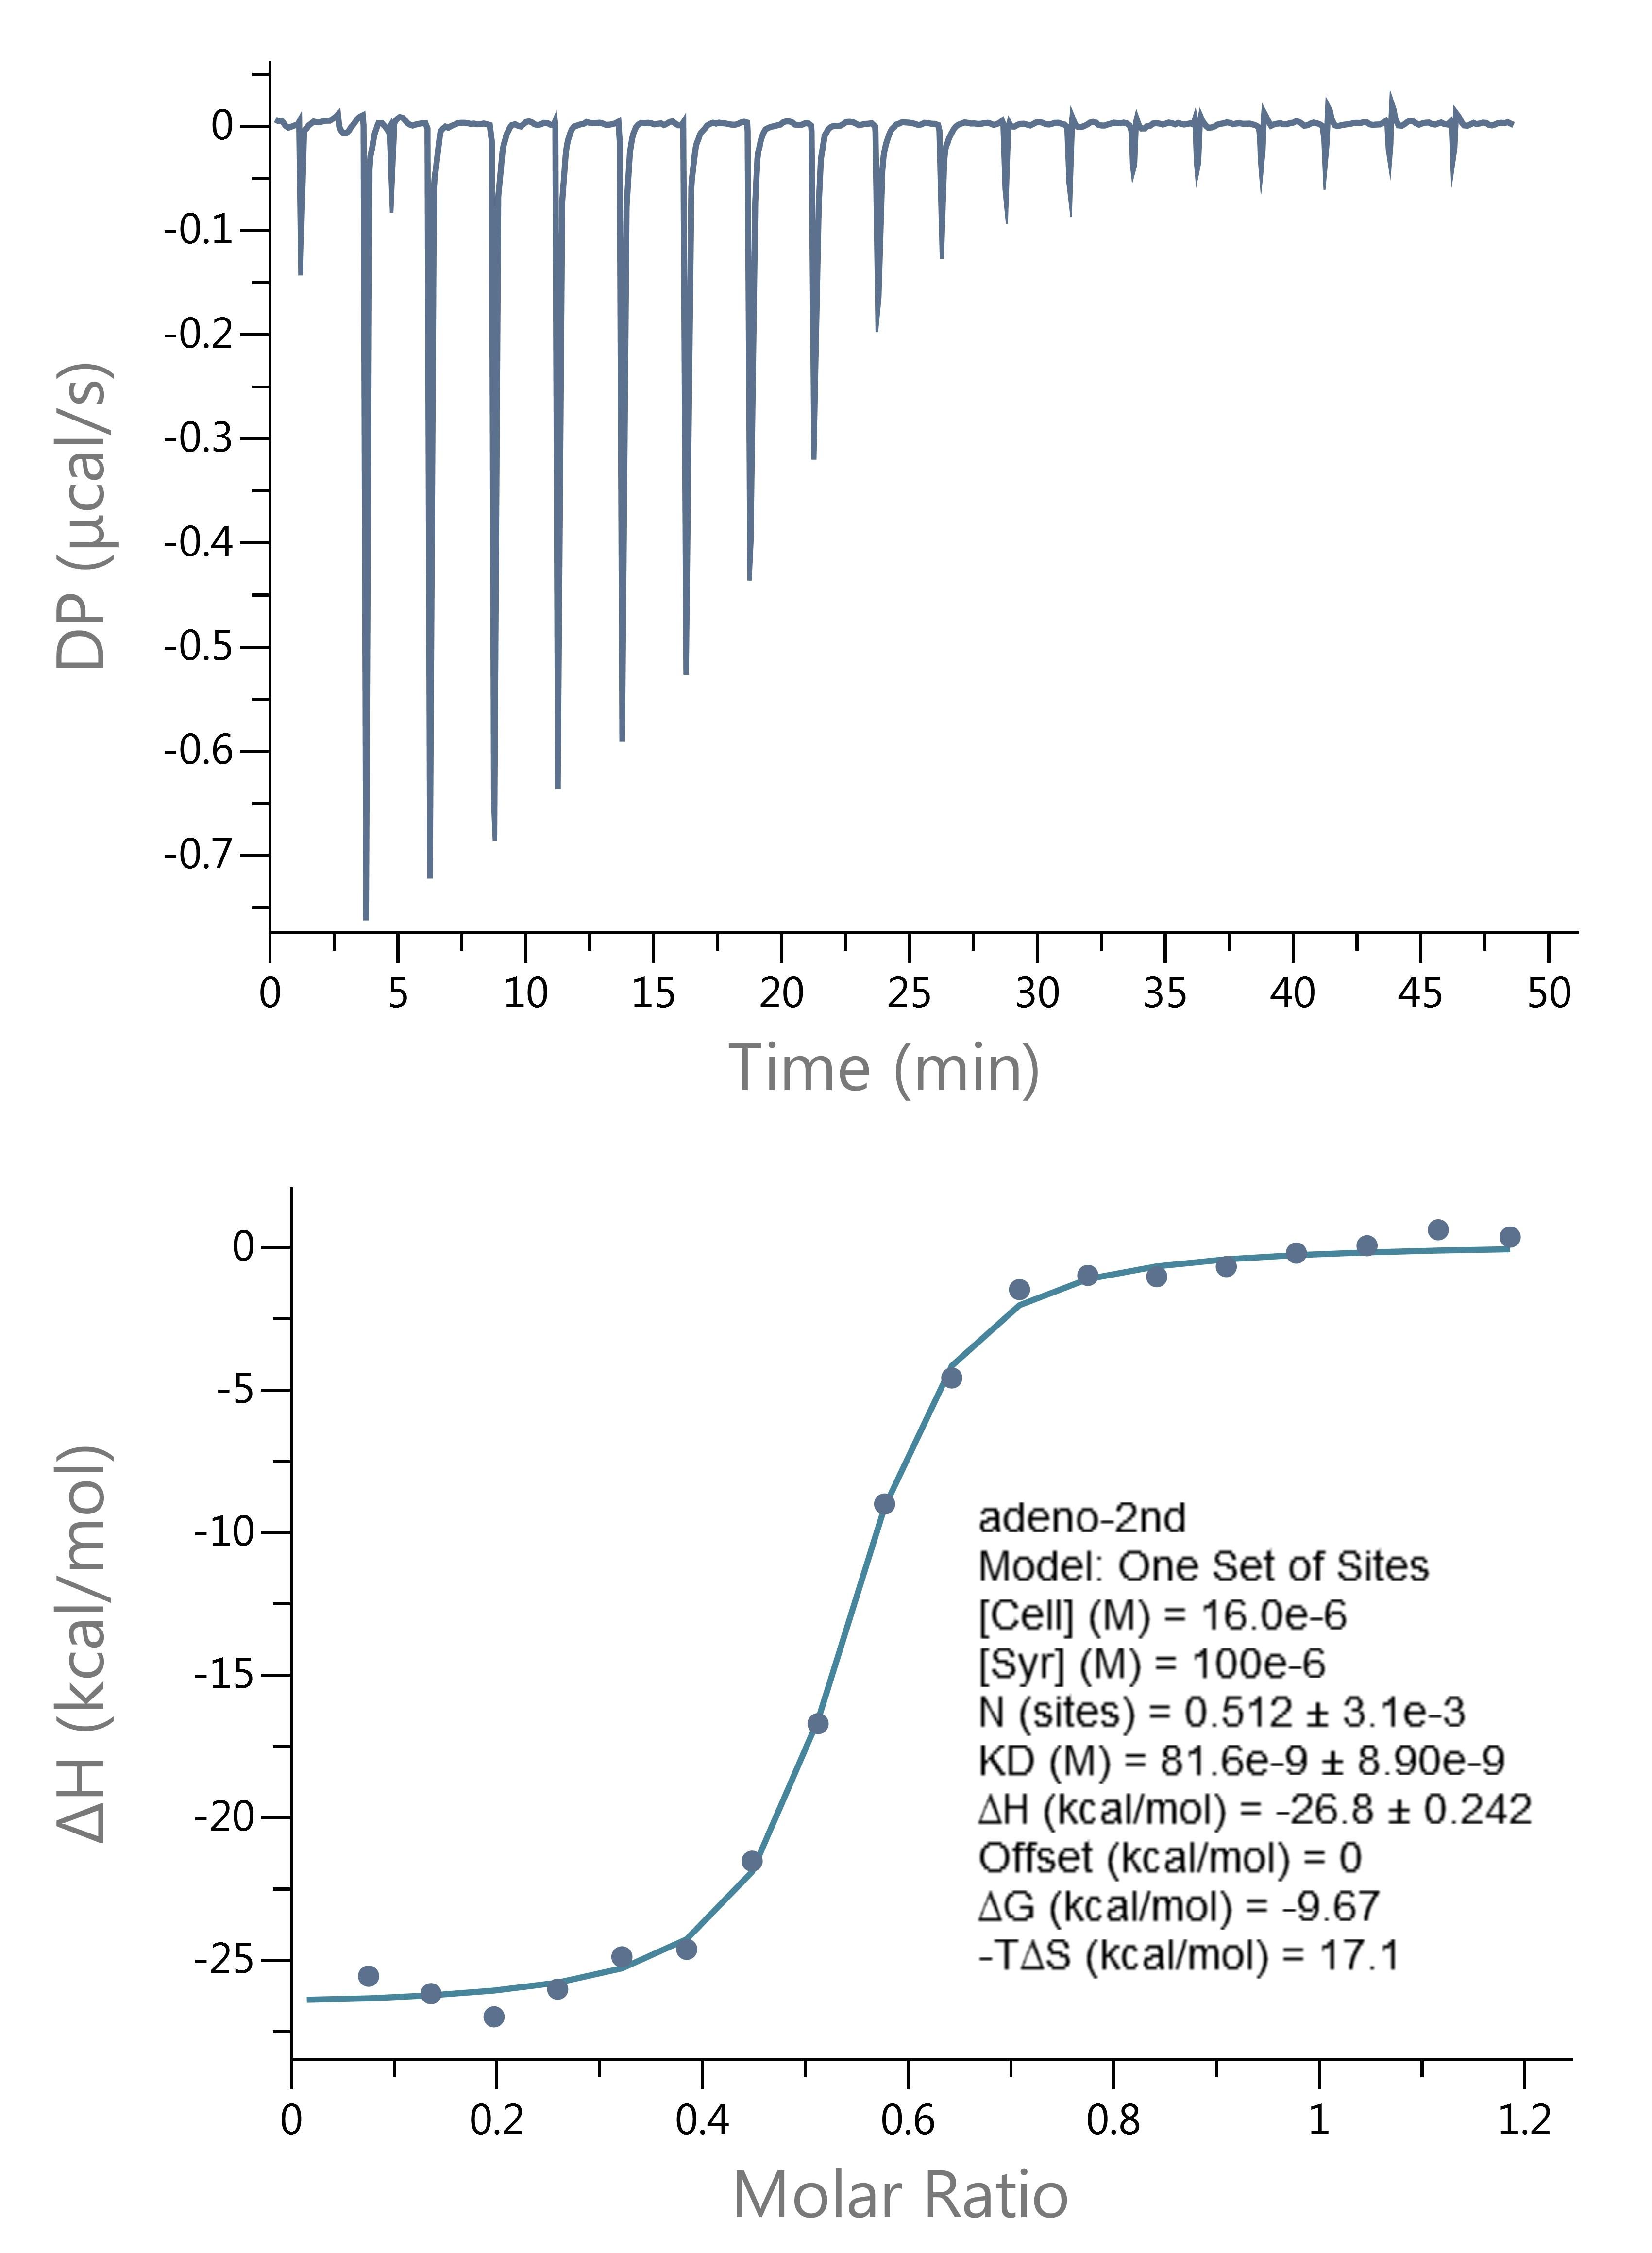 0
-0.1
-0.2
-0.3
-0.4
-0.5
-0.6
-0.7
DP (µcal/s)
0 5 10 15 20 25 30 35 40 45 50
Time (min)
0
-5
-10
-15
-20
-25
ΔH (kcal/mol)
adeno-2nd
Model: One Set of Sites
[Cell] (M) = 16.0e-6
[Syr] (M) = 100e-6
N (sites) = 0.512 ± 3.1e-3
KD (M) = 81.6e-9 ± 8.90e-9
ΔH (kcal/mol) = -26.8 ± 0.242
Offset (kcal/mol) = 0
ΔG (kcal/mol) = -9.67
-TΔS (kcal/mol) = 17.1
0 0.2 0.4 0.6 0.8 1 1.2
Molar Ratio